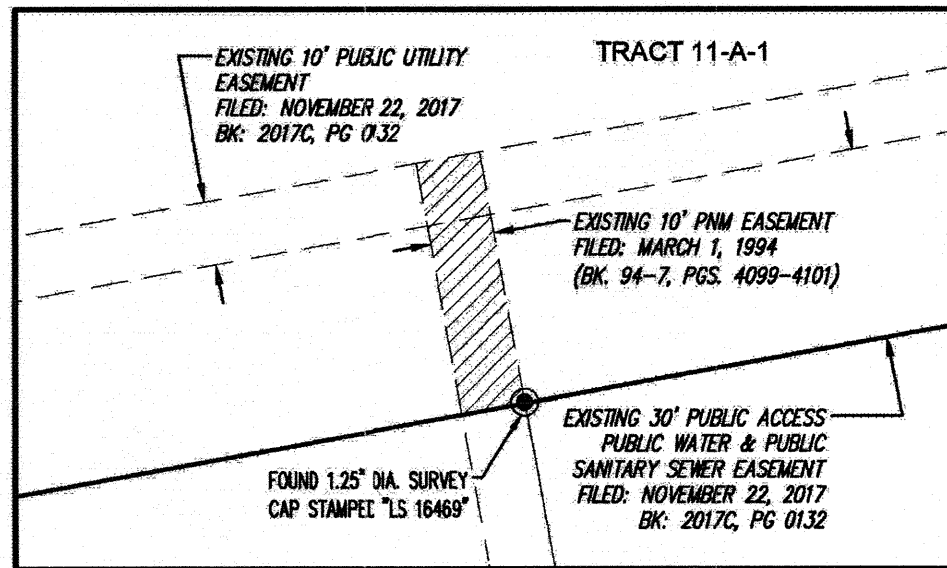 TRACT 11-A-1
EXISTING 10' PUBLIC UTILITY
EASEMENT
FILED: NOVEMBER 22, 2017
BK: 2017C, PG 0132
EXISTING 10' PNM EASEMENT
FILED: MARCH 1, 1994
(BK. 94-7, PGS. 4099-4101)
EXISTING 30' PUBLIC ACCESS
PUBLIC WATER & PUBLIC
SANITARY SEWER EASEMENT
FILED: NOVEMBER 22, 2017
BK: 2017C, PG 0132
FOUND 1.25" DIA. SURVEY
CAP STAMPED "LS 16469"